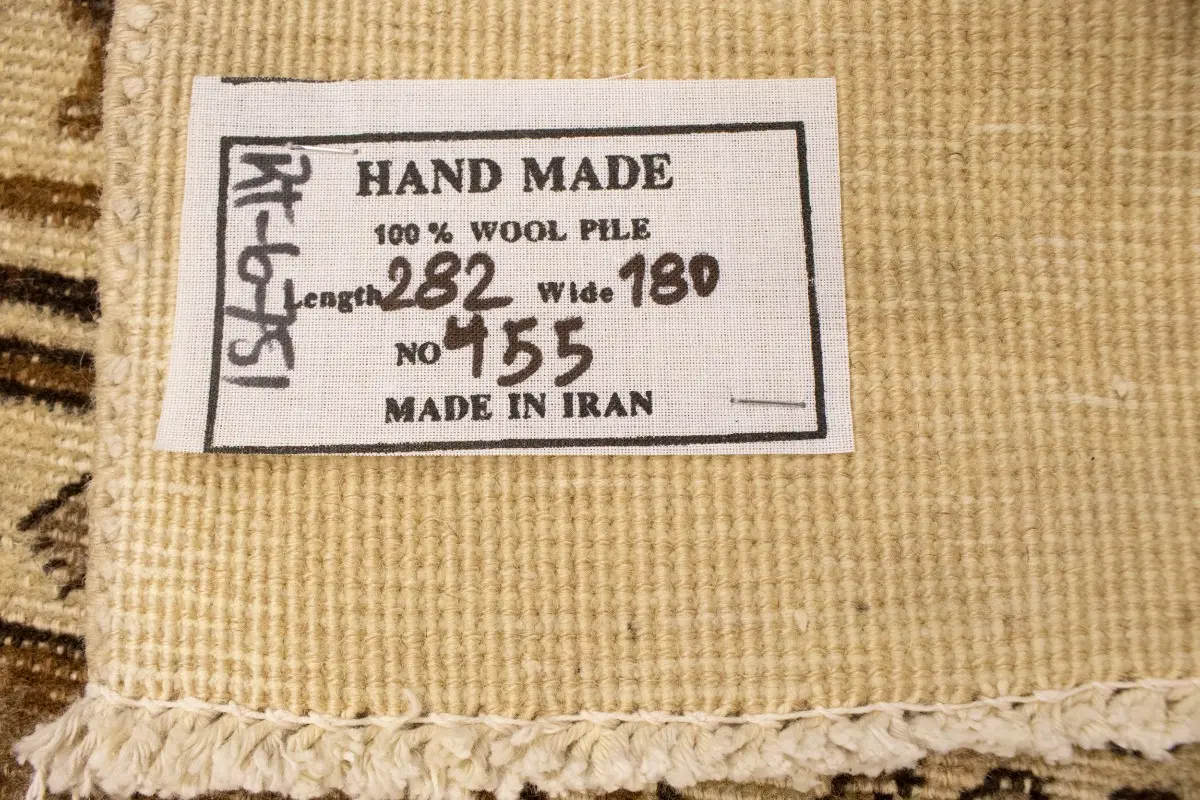 HAND MADE
100 % WOOL PILE
Length 282 Wide 180
NO 455
MADE IN IRAN